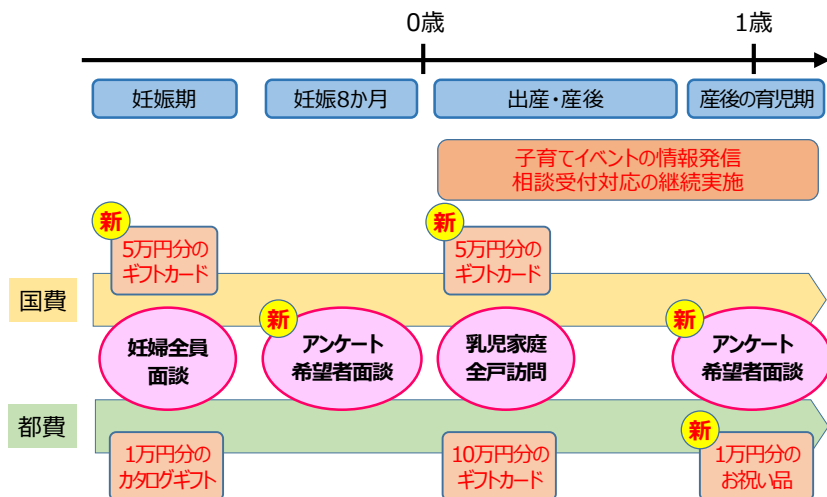 0歳
1歳
妊娠期
妊娠8か月
出産・産後
産後の育児期
子育てイベントの情報発信
相談受付対応の継続実施
新
5万円分の
ギフトカード
新
5万円分の
ギフトカード
国費
妊婦全員
面談
新
アンケート
希望者面談
乳児家庭
全戸訪問
新
アンケート
希望者面談
都費
1万円分の
カタログギフト
10万円分の
ギフトカード
新
1万円分の
お祝い品